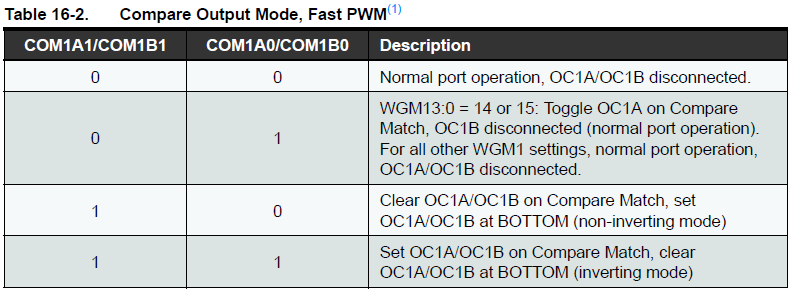 Table 16-2. Compare Output Mode, Fast PWM(1)
COM1A1/COM1B1 COM1A0/COM1B0 Description
0 0 Normal port operation, OC1A/OC1B disconnected.
0 1 WGM13:0 = 14 or 15: Toggle OC1A on Compare
Match, OC1B disconnected (normal port operation).
For all other WGM1 settings, normal port operation,
OC1A/OC1B disconnected.
1 0 Clear OC1A/OC1B on Compare Match, set
OC1A/OC1B at BOTTOM (non-inverting mode)
1 1 Set OC1A/OC1B on Compare Match, clear
OC1A/OC1B at BOTTOM (inverting mode)